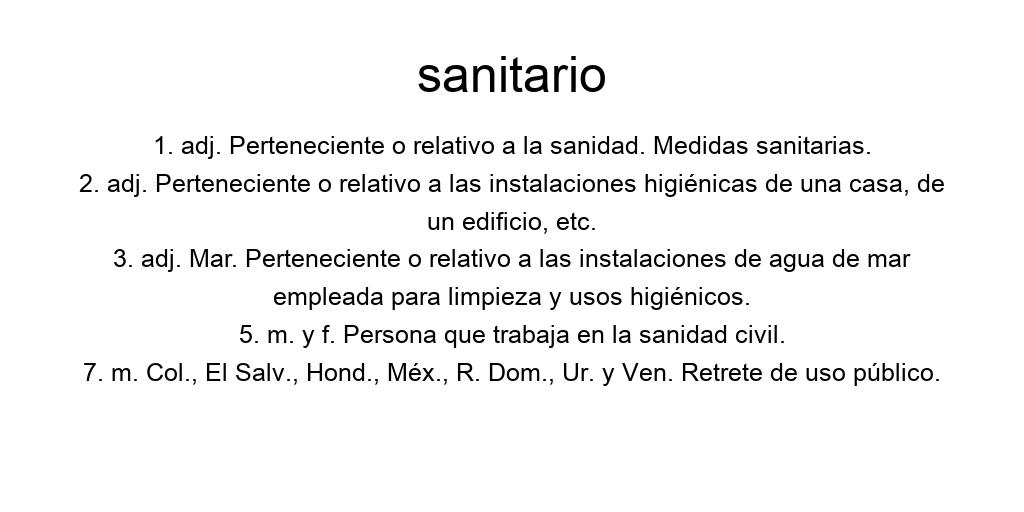 sanitario
1. adj. Perteneciente o relativo a la sanidad. Medidas sanitarias.
2. adj. Perteneciente o relativo a las instalaciones higiénicas de una casa, de
un edificio, etc.
3. adj. Mar. Perteneciente o relativo a las instalaciones de agua de mar
empleada para limpieza y usos higiénicos.
5. m. y f. Persona que trabaja en la sanidad civil.
7. m. Col., El Salv., Hond., Méx., R. Dom., Ur. y Ven. Retrete de uso público.